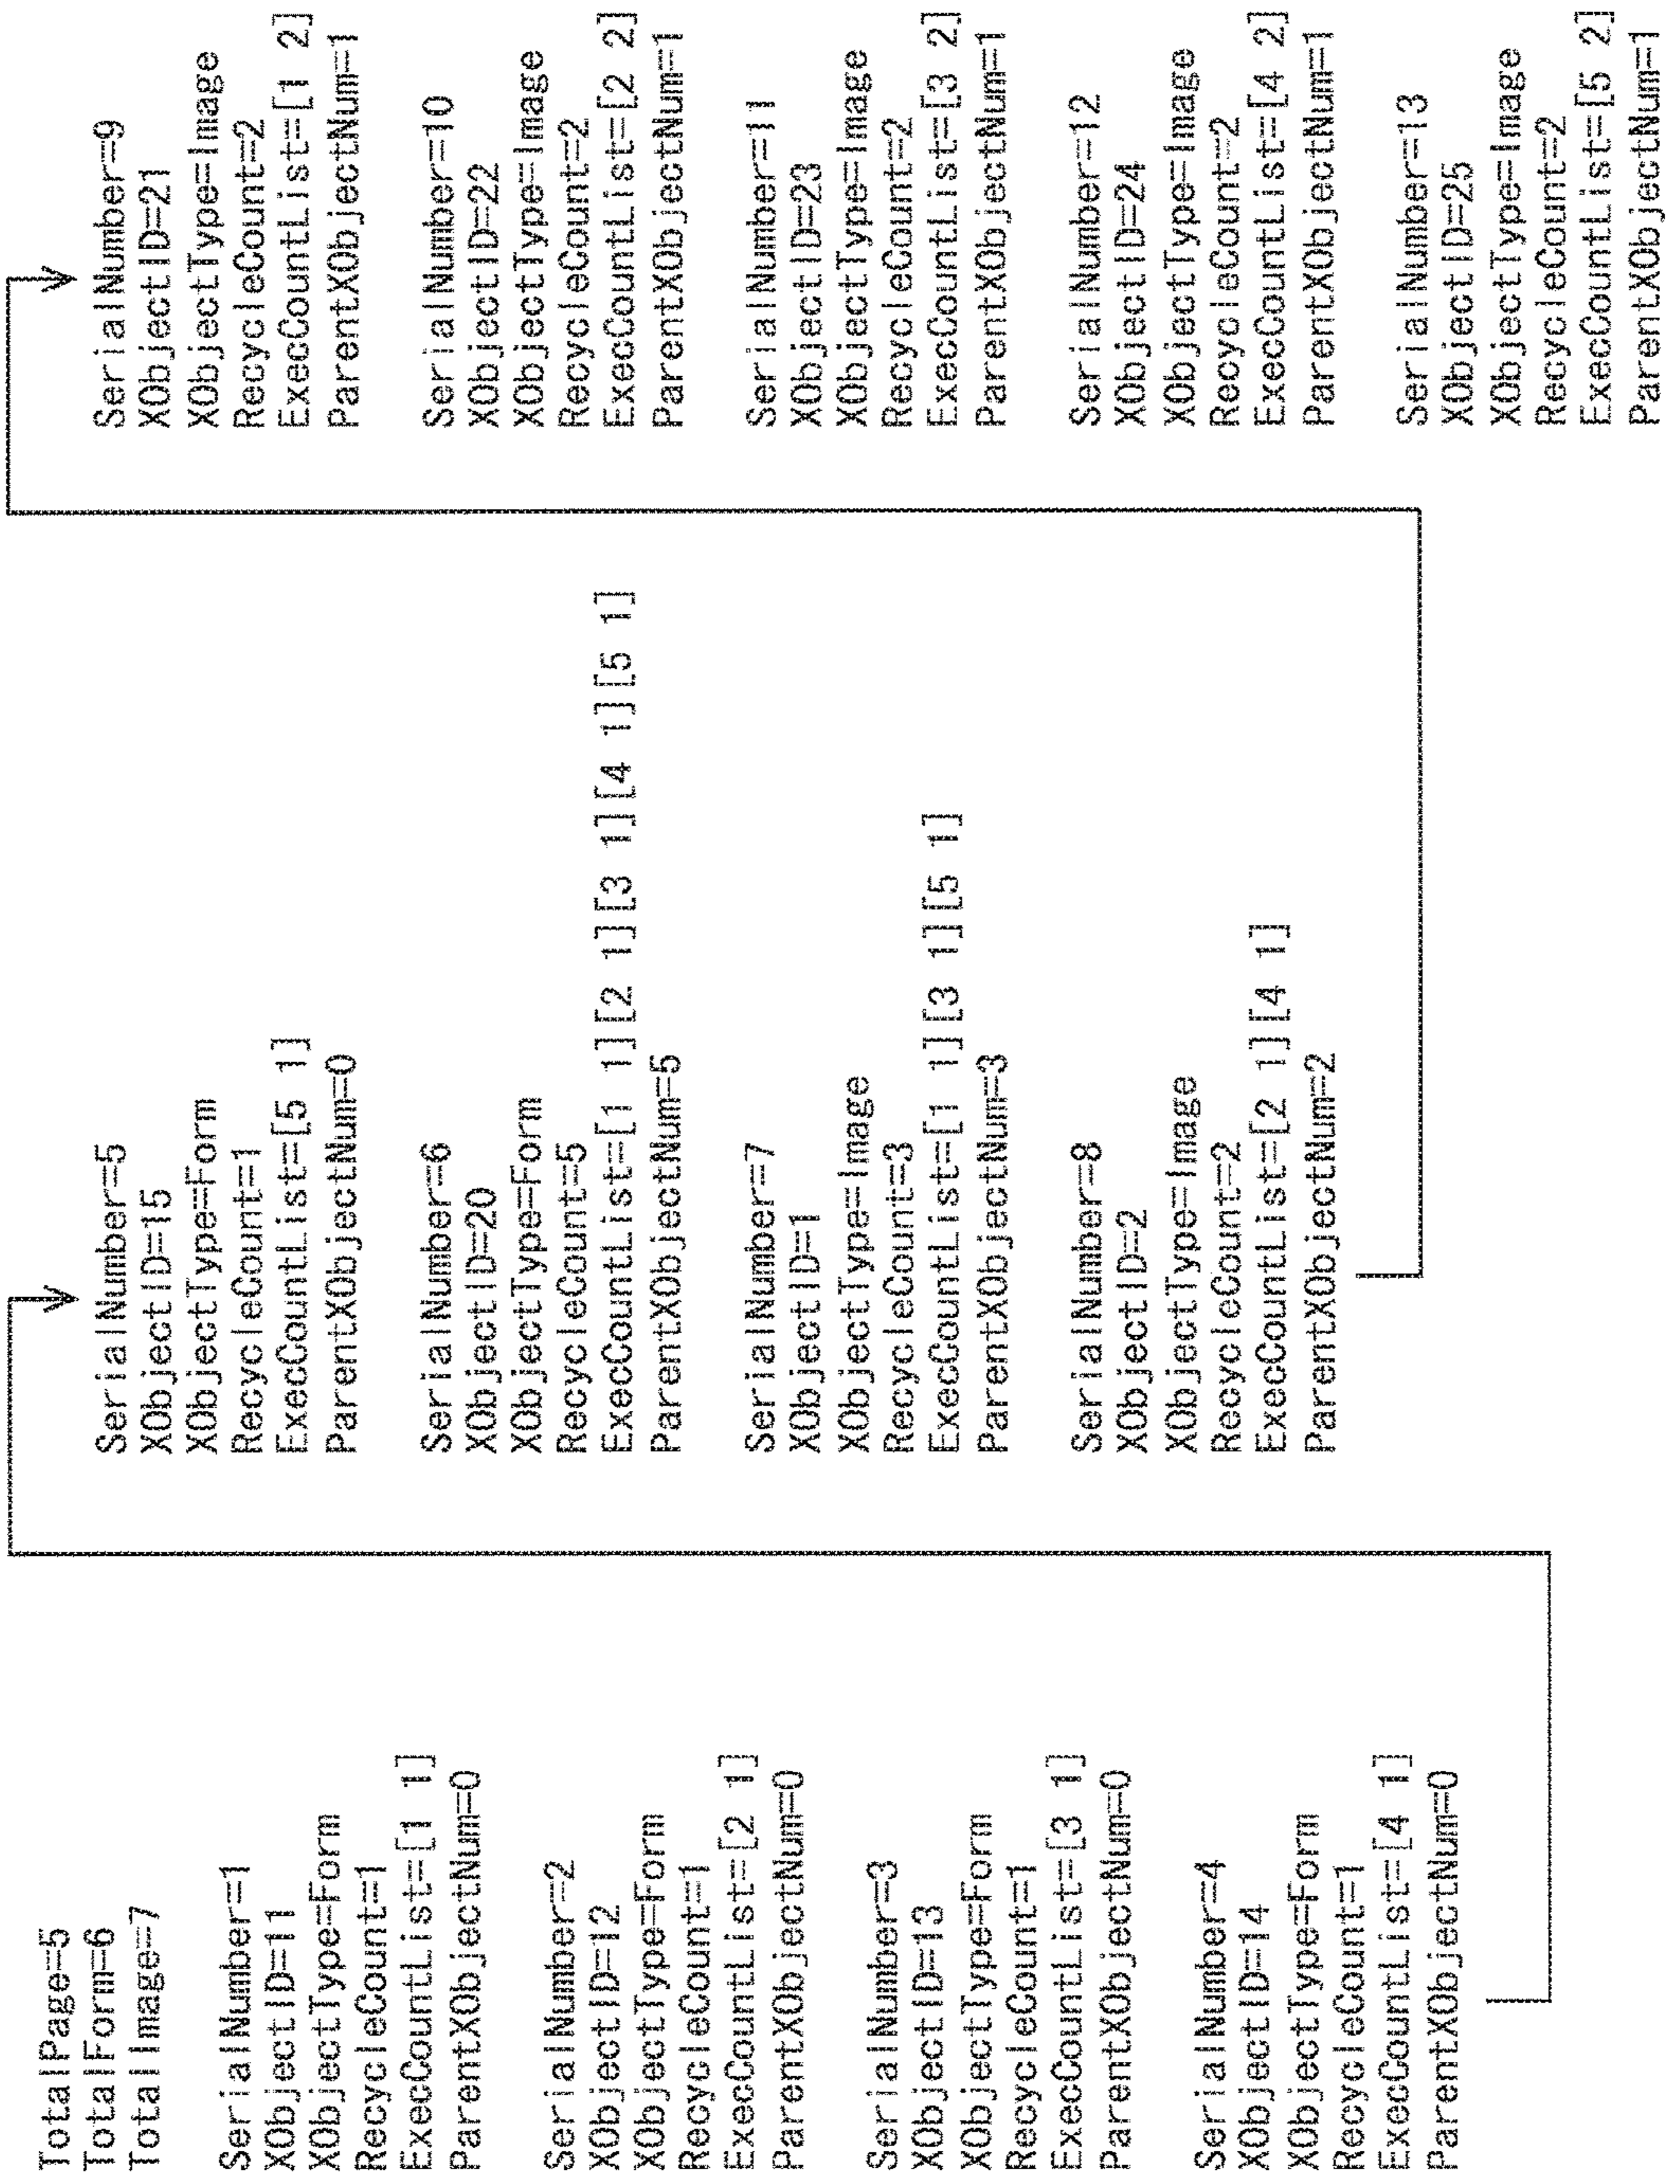 TotalPage=5
TotalForm=6
TotalImage=7
SerialNumber=1
XObjectID=11
XObjectType=Form
RecycleCount=1
ExecCountList=[1 1]
ParentXObjectNum=0
SerialNumber=2
XObjectID=12
XObjectType=Form
RecycleCount=1
ExecCountList=[2 1]
ParentXObjectNum=0
SerialNumber=3
XObjectID=13
XObjectType=Form
RecycleCount=1
ExecCountList=[3 1]
ParentXObjectNum=0
SerialNumber=4
XObjectID=14
XObjectType=Form
RecycleCount=1
ExecCountList=[4 1]
ParentXObjectNum=0
SerialNumber=5
XObjectID=15
XObjectType=Form
RecycleCount=1
ExecCountList=[5 1]
ParentXObjectNum=0
SerialNumber=6
XObjectID=20
XObjectType=Form
RecycleCount=5
ExecCountList=[1 1][2 1][3 1][4 1][5 1]
ParentXObjectNum=5
SerialNumber=7
XObjectID=1
XObjectType=Image
RecycleCount=3
ExecCountList=[1 1][3 1][5 1]
ParentXObjectNum=3
SerialNumber=8
XObjectID=2
XObjectType=Image
RecycleCount=2
ExecCountList=[2 1][4 1]
ParentXObjectNum=2
SerialNumber=9
XObjectID=21
XObjectType=Image
RecycleCount=2
ExecCountList=[1 2]
ParentXObjectNum=1
SerialNumber=10
XObjectID=22
XObjectType=Image
RecycleCount=2
ExecCountList=[2 2]
ParentXObjectNum=1
SerialNumber=11
XObjectID=23
XObjectType=Image
RecycleCount=2
ExecCountList=[3 2]
ParentXObjectNum=1
SerialNumber=12
XObjectID=24
XObjectType=Image
RecycleCount=2
ExecCountList=[4 2]
ParentXObjectNum=1
SerialNumber=13
XObjectID=25
XObjectType=Image
RecycleCount=2
ExecCountList=[5 2]
ParentXObjectNum=1